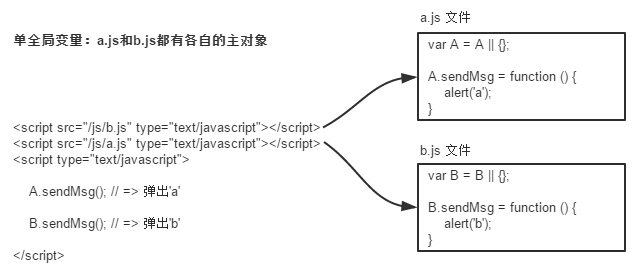 单全局变量：a.js和b.js都有各自的主对象
<script src="/js/b.js" type="text/javascript"></script>
<script src="/js/a.js" type="text/javascript"></script>
<script type="text/javascript">
A.sendMsg(); // => 弹出'a'
B.sendMsg(); // => 弹出'b'
</script>
a.js 文件
var A = A || {};
A.sendMsg = function () {
alert('a');
}
b.js 文件
var B = B || {};
B.sendMsg = function () {
alert('b');
}